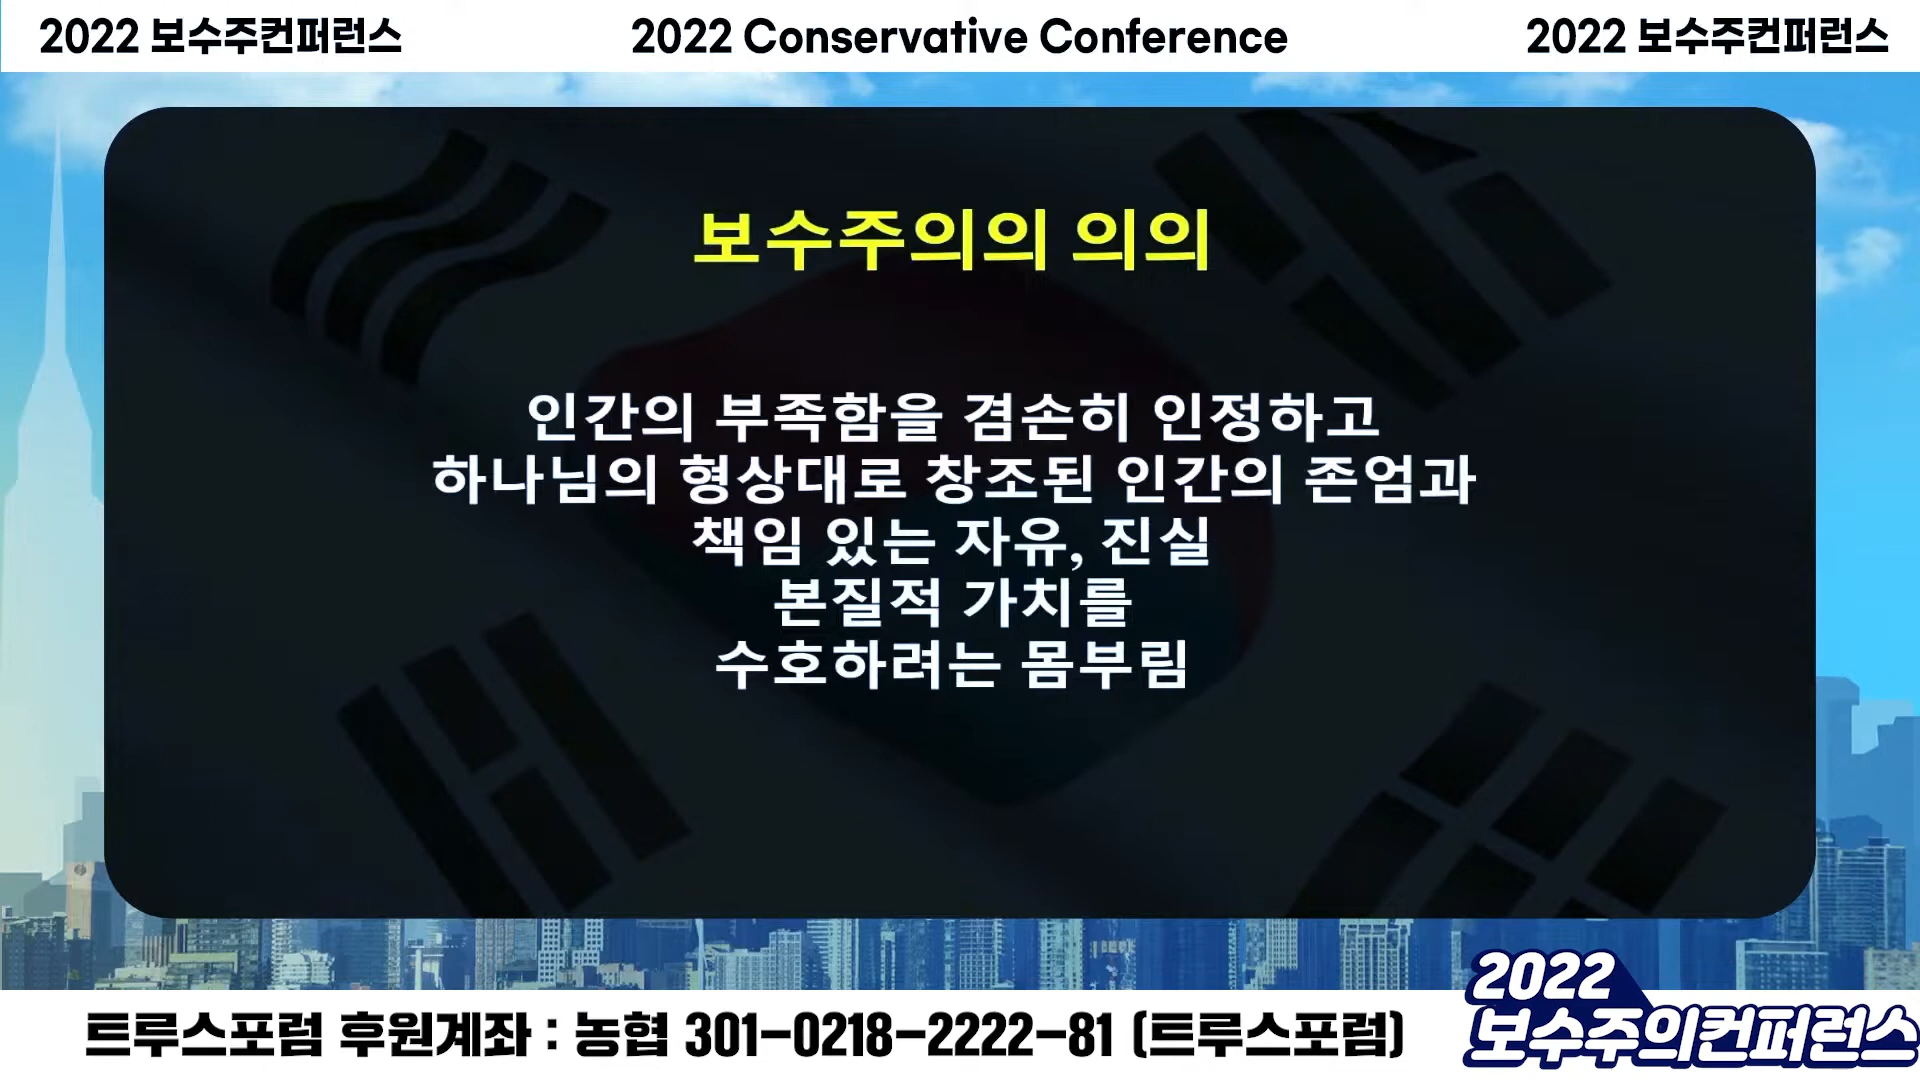 2022 보수주컨퍼런스 2022 Conservative Conference 2022 보수주컨퍼런스
보수주의의 의의
인간의 부족함을 겸손히 인정하고
하나님의 형상대로 창조된 인간의 존엄과
책임 있는 자유, 진실
본질적 가치를
수호하려는 몸부림
트루스포럼 후원계좌 : 농협 301-0218-2222-81 (트루스포럼)
2022
보수주의컨퍼런스